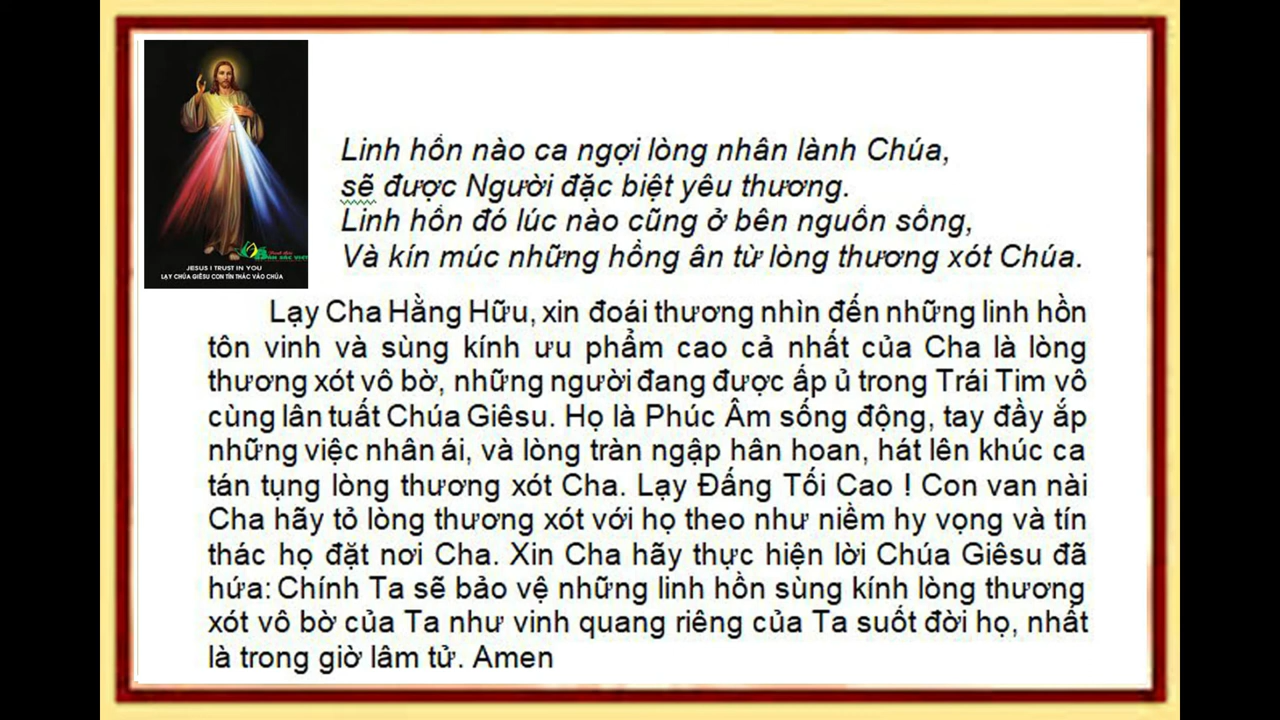 JESUS I TRUST IN YOU
LẠY CHÚA GIÊSU CON TÍN THÁC VÀO CHÚA
Linh hồn nào ca ngợi lòng nhân lành Chúa,
sẽ được Người đặc biệt yêu thương.
Linh hồn đó lúc nào cũng ở bên nguồn sống,
Và kín múc những hồng ân từ lòng thương xót Chúa.
Lạy Cha Hằng Hữu, xin đoái thương nhìn đến những linh hồn
tôn vinh và sùng kính ưu phẩm cao cả nhất của Cha là lòng
thương xót vô bờ, những người đang được ấp ủ trong Trái Tim vô
cùng lân tuất Chúa Giêsu. Họ là Phúc Âm sống động, tay đầy ắp
những việc nhân ái, và lòng tràn ngập hân hoan, hát lên khúc ca
tán tụng lòng thương xót Cha. Lạy Đấng Tối Cao ! Con van nài
Cha hãy tỏ lòng thương xót với họ theo như niềm hy vọng và tín
thác họ đặt nơi Cha. Xin Cha hãy thực hiện lời Chúa Giêsu đã
hứa: Chính Ta sẽ bảo vệ những linh hồn sùng kính lòng thương
xót vô bờ của Ta như vinh quang riêng của Ta suốt đời họ, nhất
là trong giờ lâm tử. Amen